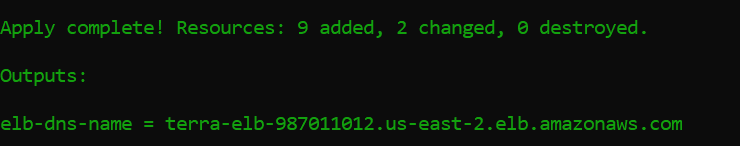 Apply complete! Resources: 9 added, 2 changed, 0 destroyed.
Outputs:
elb-dns-name = terra-elb-987011012.us-east-2.elb.amazonaws.com